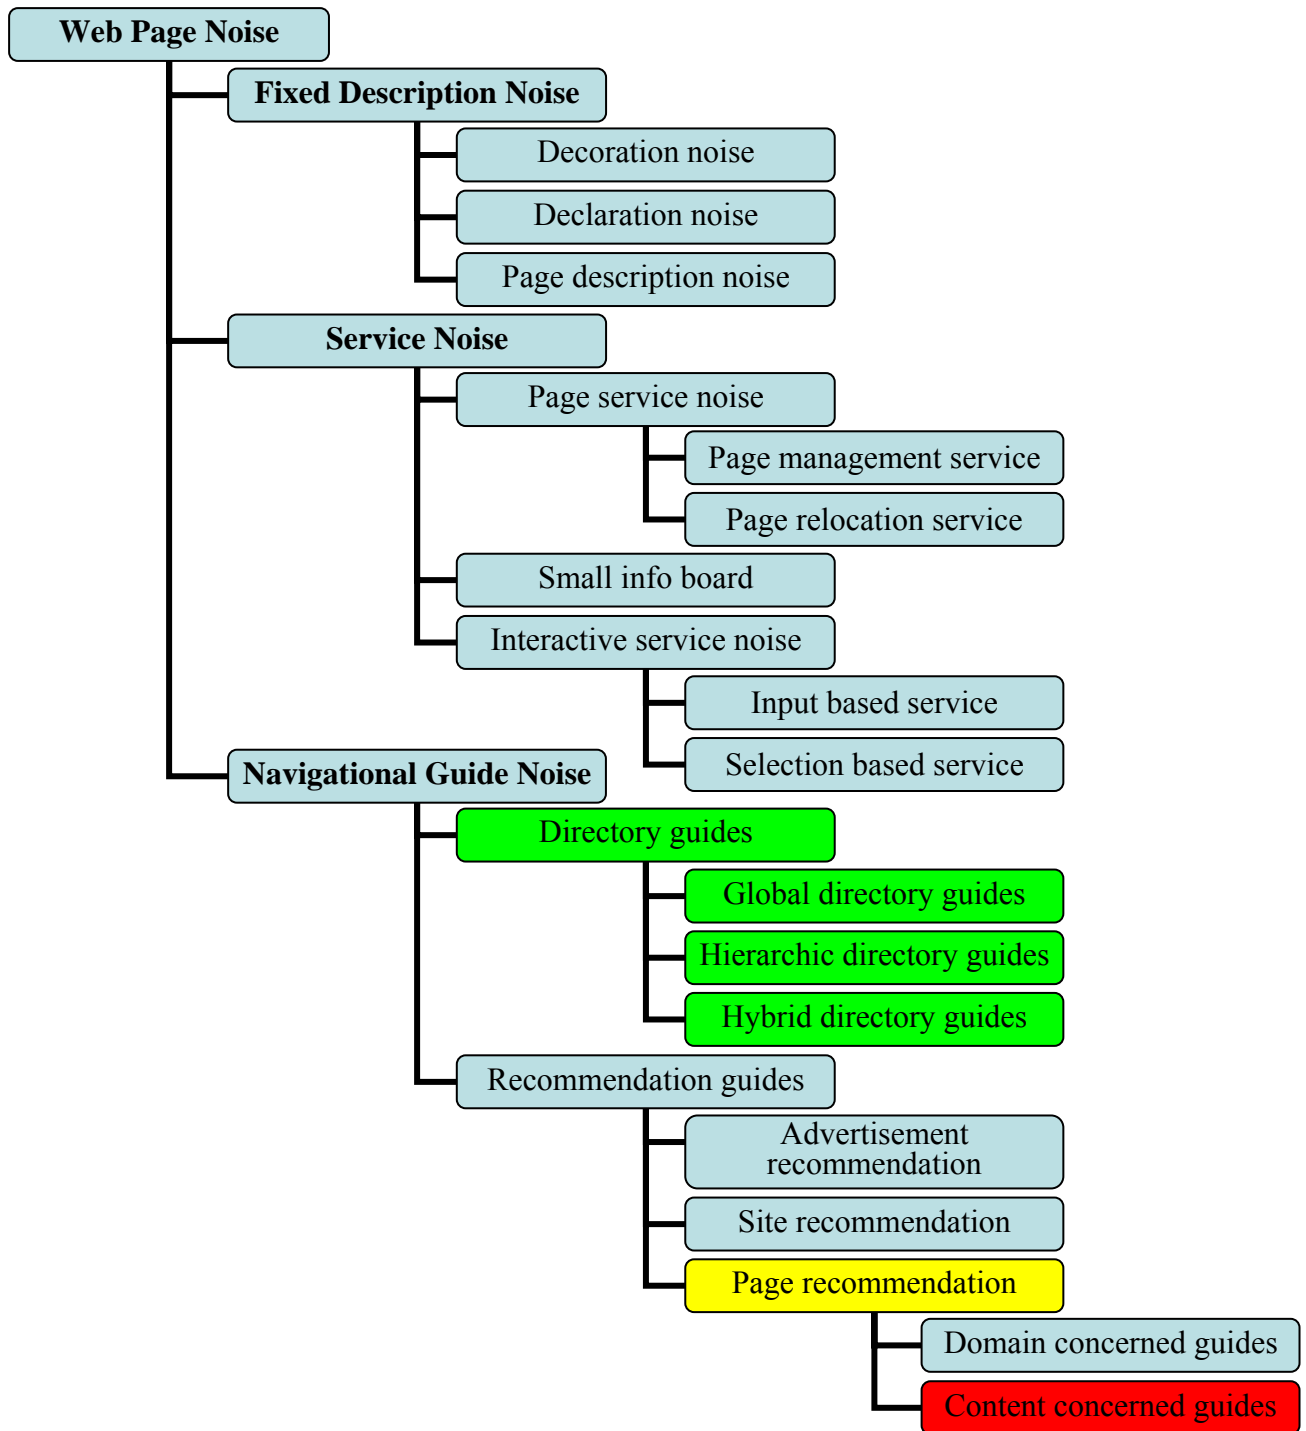 Web Page Noise
Fixed Description Noise
Decoration noise
Declaration noise
Page description noise
Service Noise
Page service noise
Page management service
Page relocation service
Small info board
Interactive service noise
Input based service
Selection based service
Navigational Guide Noise
Directory guides
Global directory guides
Hierarchic directory guides
Hybrid directory guides
Recommendation guides
Advertisement
recommendation
Site recommendation
Page recommendation
Domain concerned guides
Content concerned guides